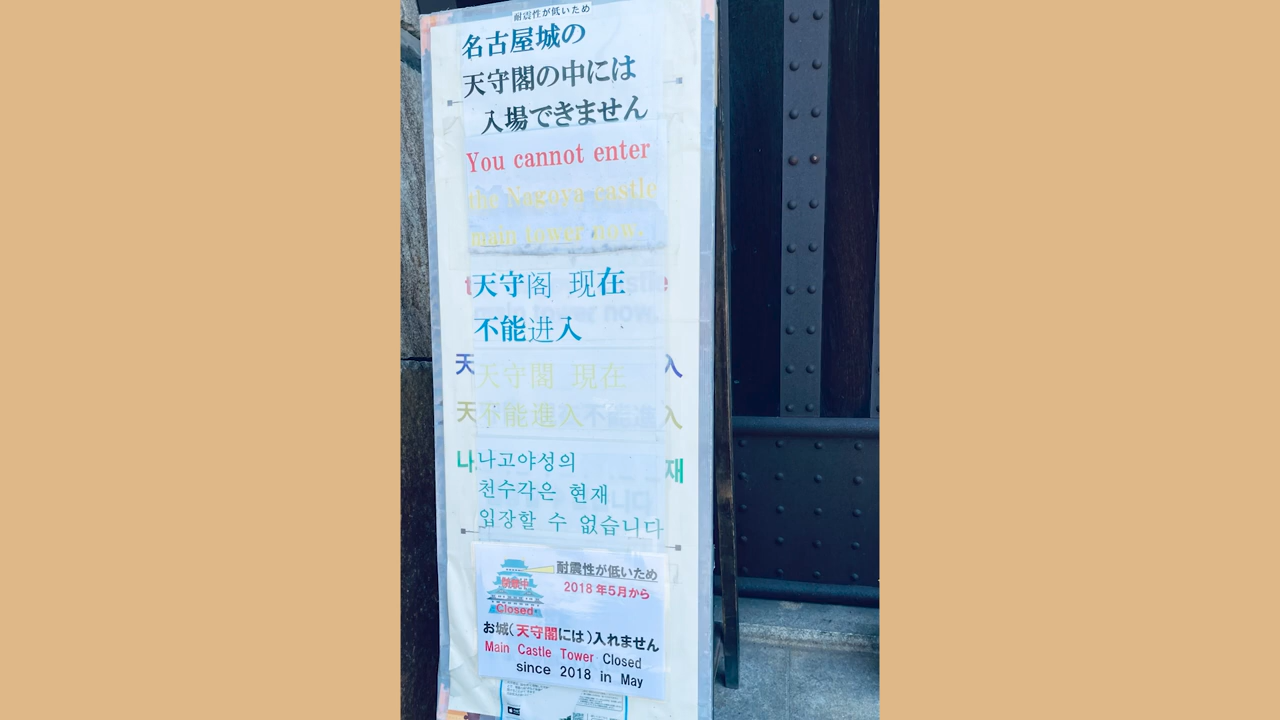 耐震性が低いため
名古屋城の
天守閣の中には
入場できません
You cannot enter
the Nagoya castle
main tower now.
天守阁 现在
不能进入
天守閣 現在
不能進入
나고야성의
천수각은 현재
입장할 수 없습니다
耐震性が低いため
2018年5月から
Closed
お城(天守閣には)入れません
Main Castle Tower Closed
since 2018 in May